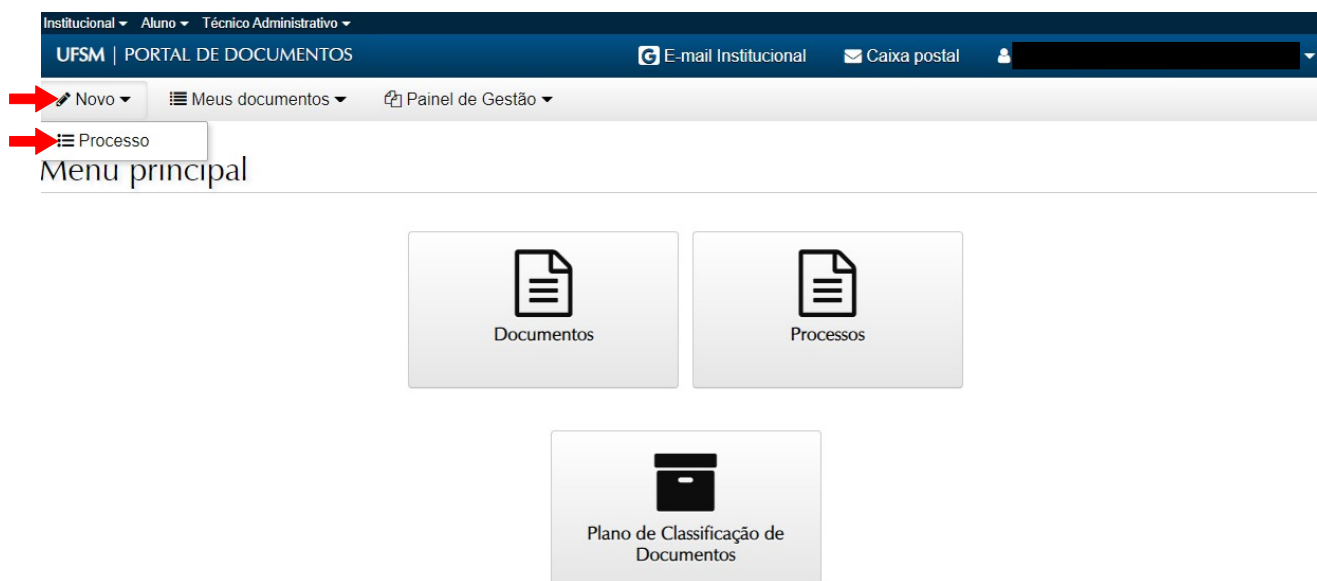 Institucional Aluno Técnico Administrativo
UFSM | PORTAL DE DOCUMENTOS E-mail Institucional Caixa postal
Novo Meus documentos Painel de Gestão
Processo
Menu principal
Documentos Processos
Plano de Classificação de
Documentos